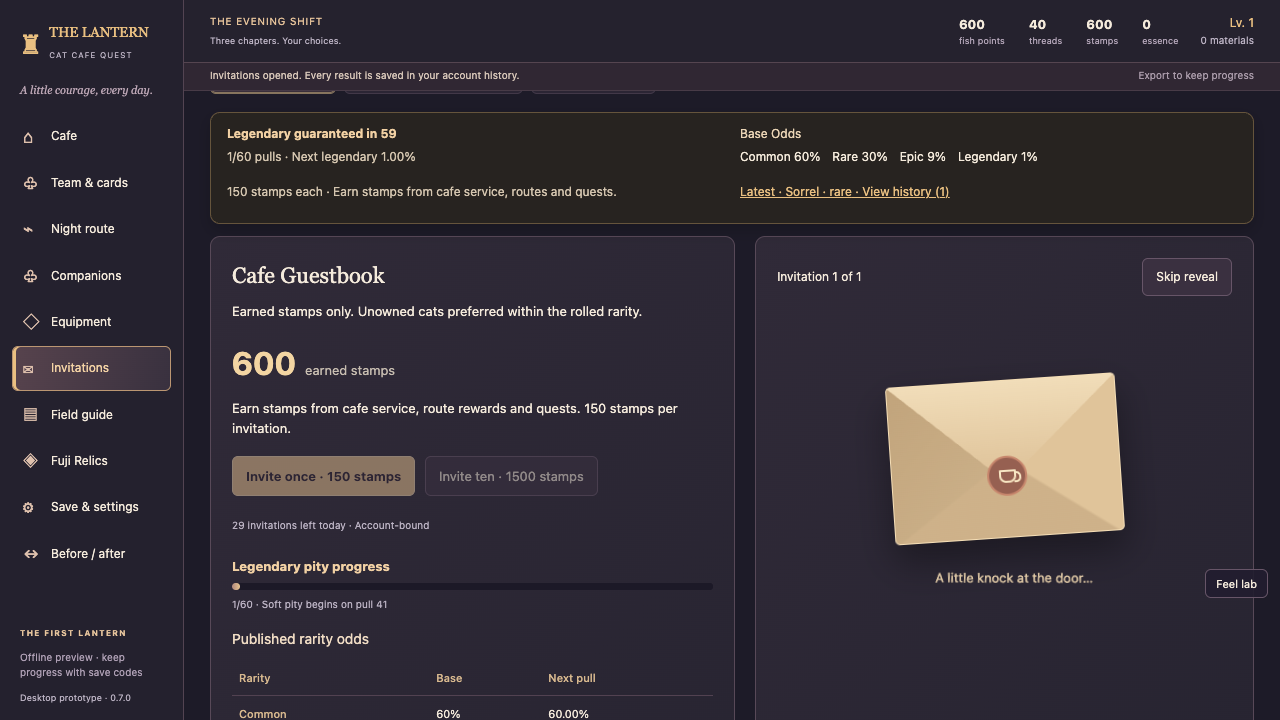 THE LANTERN
CAT CAFE QUEST
A little courage, every day.
Cafe
Team & cards
Night route
Companions
Equipment
Invitations
Field guide
Fuji Relics
Save & settings
Before / after
THE FIRST LANTERN
Offline preview · keep
progress with save codes
Desktop prototype · 0.7.0
THE EVENING SHIFT
Three chapters. Your choices.
600
fish points
40
threads
600
stamps
0
essence
Lv. 1
0 materials
Invitations opened. Every result is saved in your account history.
Export to keep progress
Legendary guaranteed in 59
1/60 pulls · Next legendary 1.00%
150 stamps each · Earn stamps from cafe service, routes and quests.
Base Odds
Common 60% Rare 30% Epic 9% Legendary 1%
Latest · Sorrel · rare · View history (1)
Cafe Guestbook
Earned stamps only. Unowned cats preferred within the rolled rarity.
600 earned stamps
Earn stamps from cafe service, route rewards and quests. 150 stamps per
invitation.
Invite once · 150 stamps
Invite ten · 1500 stamps
29 invitations left today · Account-bound
Legendary pity progress
1/60 · Soft pity begins on pull 41
Published rarity odds
Rarity Base Next pull
Common 60% 60.00%
Invitation 1 of 1
Skip reveal
A little knock at the door...
Feel lab